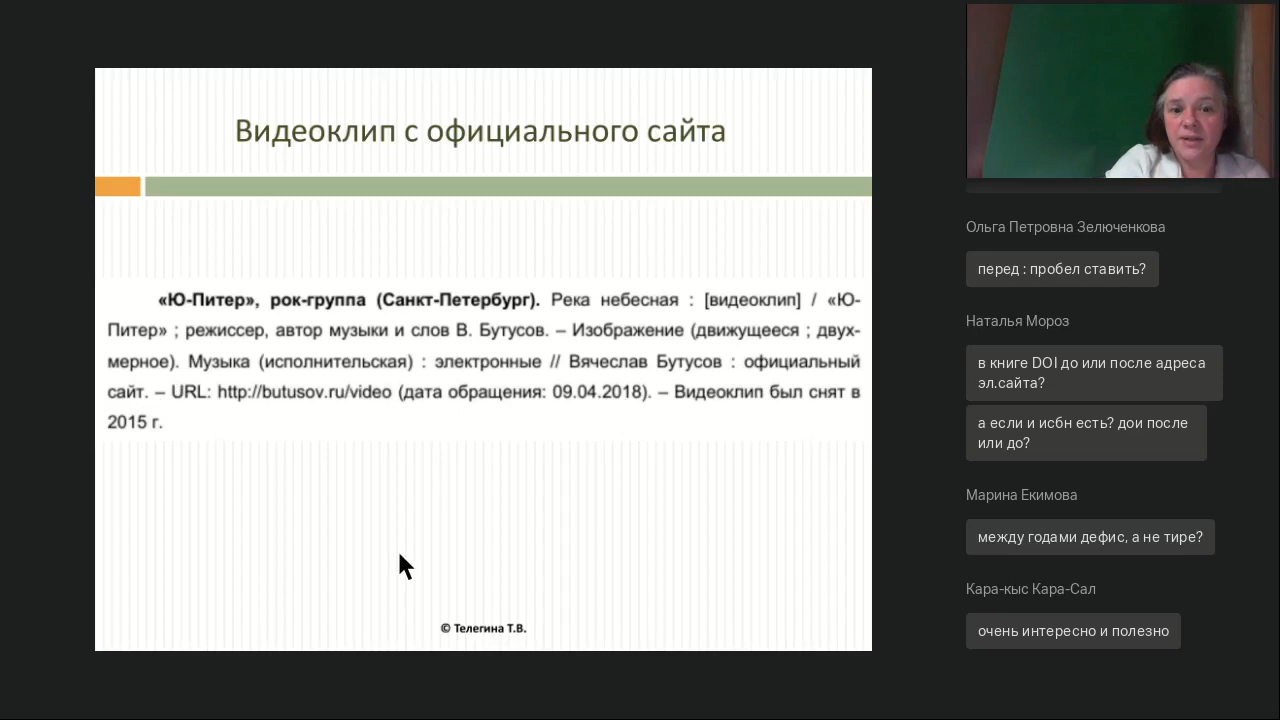 Видеоклип с официального сайта
«Ю-Питер», рок-группа (Санкт-Петербург). Река небесная : [видеоклип] / «Ю-
Питер» ; режиссер, автор музыки и слов В. Бутусов. – Изображение (движущееся ; двух-
мерное). Музыка (исполнительская) : электронные // Вячеслав Бутусов : официальный
сайт. – URL: http://butusov.ru/video (дата обращения: 09.04.2018). – Видеоклип был снят в
2015 г.
© Телегина Т.В.
Ольга Петровна Зелюченкова
перед : пробел ставить?
Наталья Мороз
в книге DOI до или после адреса
эл.сайта?
а если и исбн есть? дои после
или до?
Марина Екимова
между годами дефис, а не тире?
Кара-кыс Кара-Сал
очень интересно и полезно